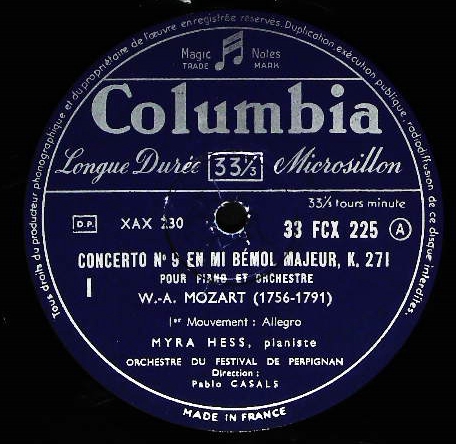 Tous droits du producteur phonographique et du propriétaire de l'œuvre enregistrée réservés. Duplication, exécution publique, radiodiffusion de ce disque interdites.
Magic Notes
TRADE MARK
Columbia
Longue Durée 33⅓ Microsillon
33⅓ tours minute
D.P. XAX 230 33 FCX 225 A
CONCERTO Nº 9 EN MI BÉMOL MAJEUR, K. 271
POUR PIANO ET ORCHESTRE
I
W.-A. MOZART (1756-1791)
1er Mouvement : Allegro
MYRA HESS, pianiste
ORCHESTRE DU FESTIVAL DE PERPIGNAN
Direction :
Pablo CASALS
MADE IN FRANCE